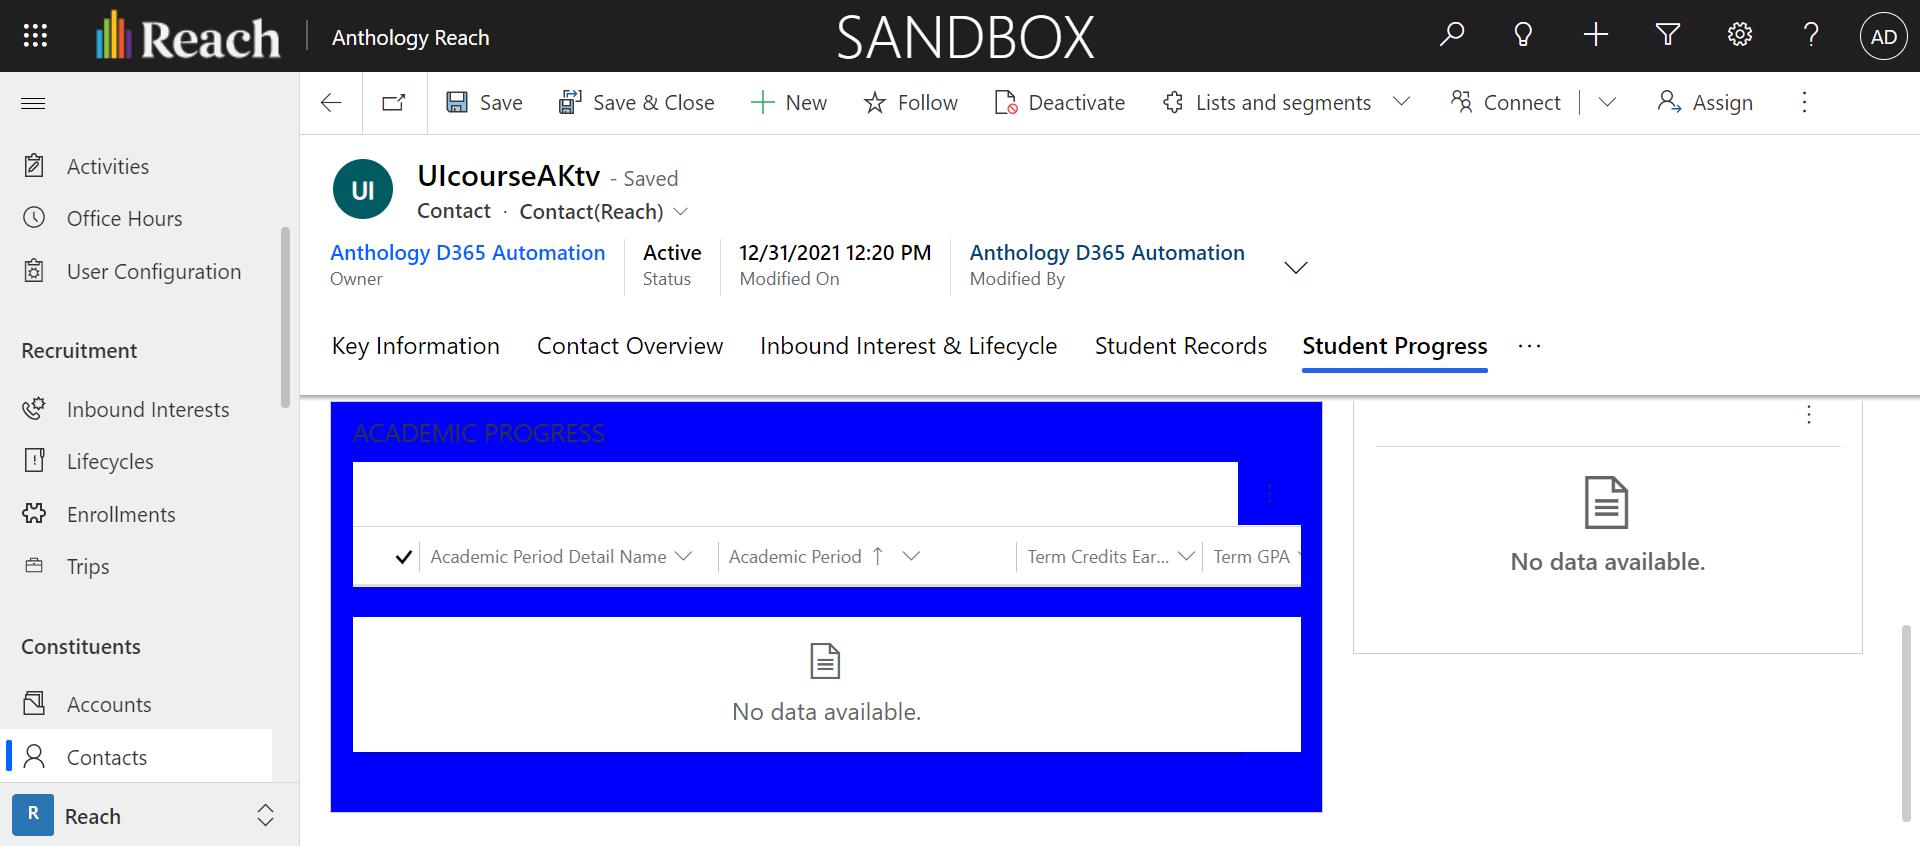 Reach
Anthology Reach
SANDBOX
AD
Save
Save & Close
New
Follow
Deactivate
Lists and segments
Connect
Assign
Activities
Office Hours
User Configuration
Recruitment
Inbound Interests
Lifecycles
Enrollments
Trips
Constituents
Accounts
Contacts
R
Reach
UI
UIcourseAKtv - Saved
Contact · Contact(Reach)
Anthology D365 Automation
Owner
Active
Status
12/31/2021 12:20 PM
Modified On
Anthology D365 Automation
Modified By
Key Information
Contact Overview
Inbound Interest & Lifecycle
Student Records
Student Progress
ACADEMIC PROGRESS
Academic Period Detail Name
Academic Period ↑
Term Credits Ear...
Term GPA
No data available.
No data available.